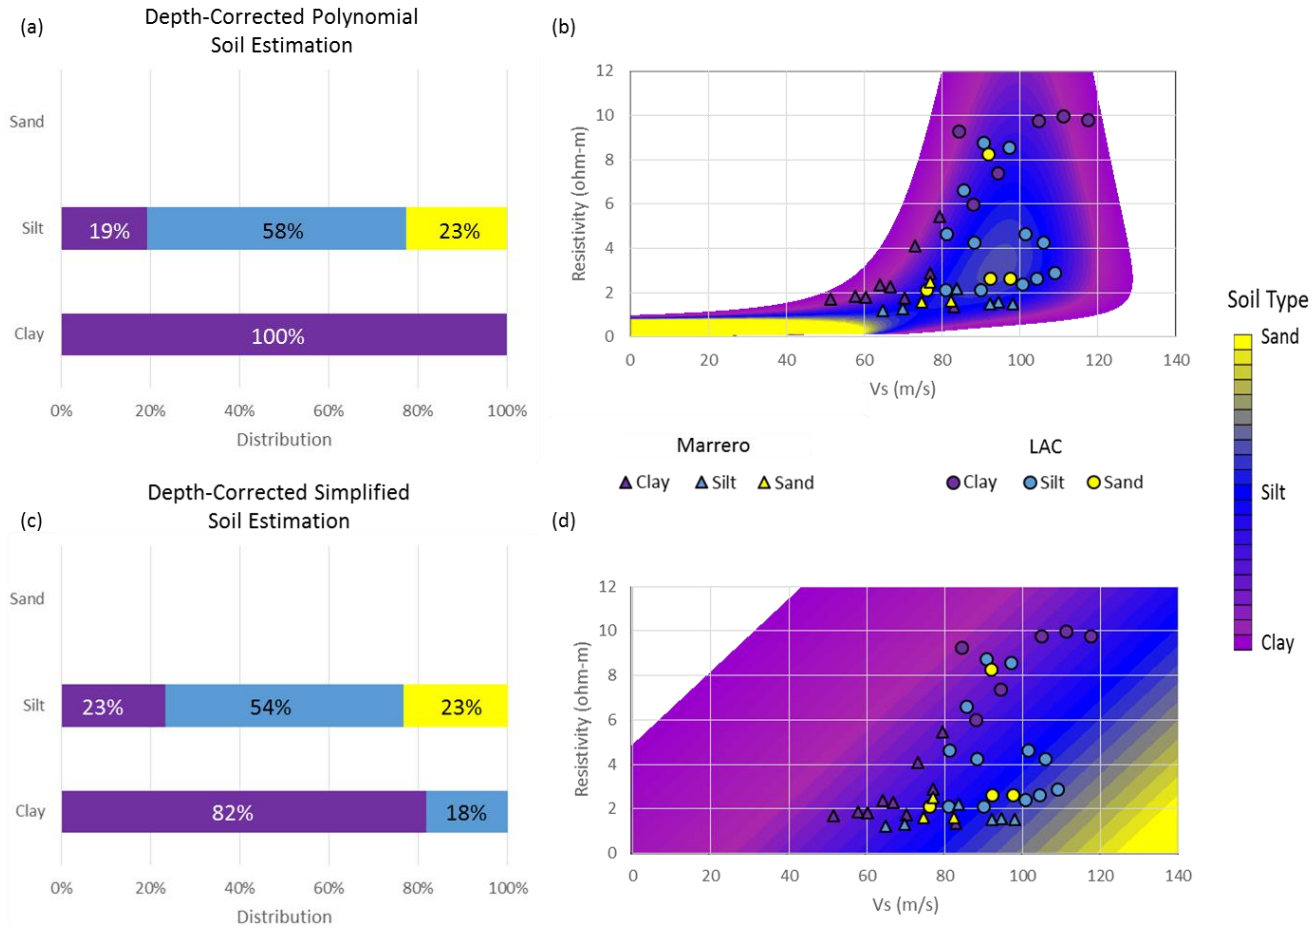 (a)
Depth-Corrected Polynomial
Soil Estimation
Sand
Silt
19%
58%
23%
Clay
100%
0%
20%
40%
60%
80%
100%
Distribution
(b)
12
10
8
6
4
2
0
Resistivity (ohm-m)
0
20
40
60
80
100
120
140
Vs (m/s)
Marrero
Clay
Silt
Sand
LAC
Clay
Silt
Sand
Soil Type
Sand
Silt
Clay
(c)
Depth-Corrected Simplified
Soil Estimation
Sand
Silt
23%
54%
23%
Clay
82%
18%
0%
20%
40%
60%
80%
100%
Distribution
(d)
12
10
8
6
4
2
0
Resistivity (ohm-m)
0
20
40
60
80
100
120
140
Vs (m/s)